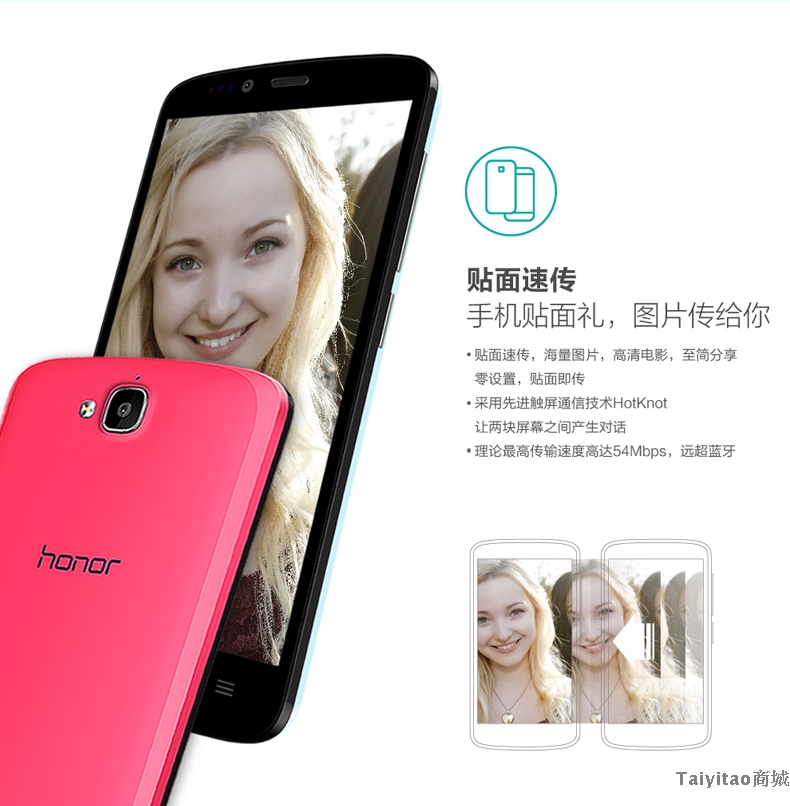 贴面速传
手机贴面礼，图片传给你
•贴面速传，海量图片，高清电影，至简分享
零设置，贴面即传
•采用先进触屏通信技术HotKnot
让两块屏幕之间产生对话
•理论最高传输速度高达54Mbps，远超蓝牙
honor
Taiyitao商城